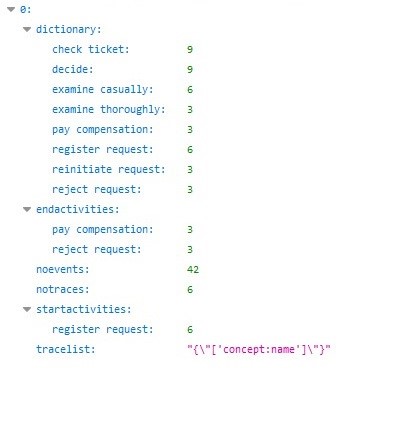 0:
dictionary:
check ticket: 9
decide: 9
examine casually: 6
examine thoroughly: 3
pay compensation: 3
register request: 6
reinitiate request: 3
reject request: 3
endactivities:
pay compensation: 3
reject request: 3
noevents: 42
notraces: 6
startactivities:
register request: 6
tracelist: "{\"['concept:name']\"}"